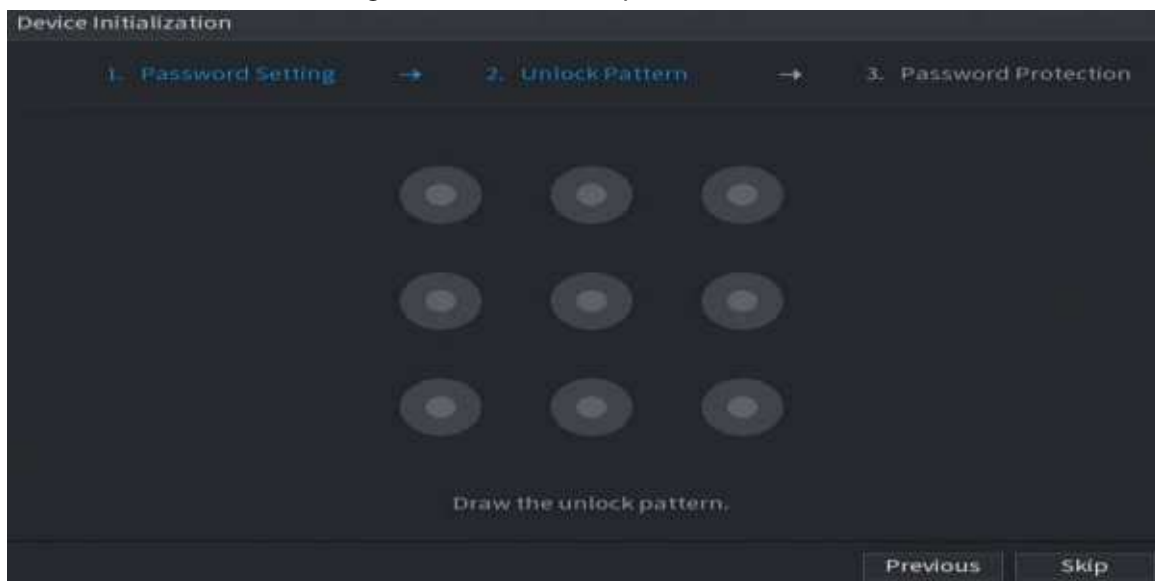 Device Initialization
1. Password Setting → 2. Unlock Pattern → 3. Password Protection
Draw the unlock pattern.
Previous Skip